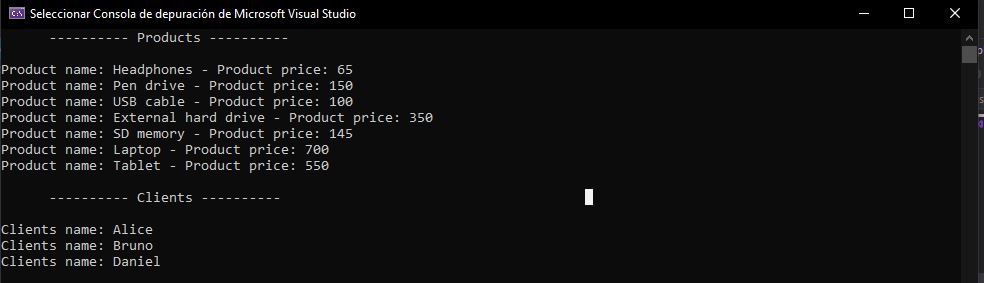 Seleccionar Consola de depuración de Microsoft Visual Studio
---------- Products ----------
Product name: Headphones - Product price: 65
Product name: Pen drive - Product price: 150
Product name: USB cable - Product price: 100
Product name: External hard drive - Product price: 350
Product name: SD memory - Product price: 145
Product name: Laptop - Product price: 700
Product name: Tablet - Product price: 550
---------- Clients ----------
Clients name: Alice
Clients name: Bruno
Clients name: Daniel